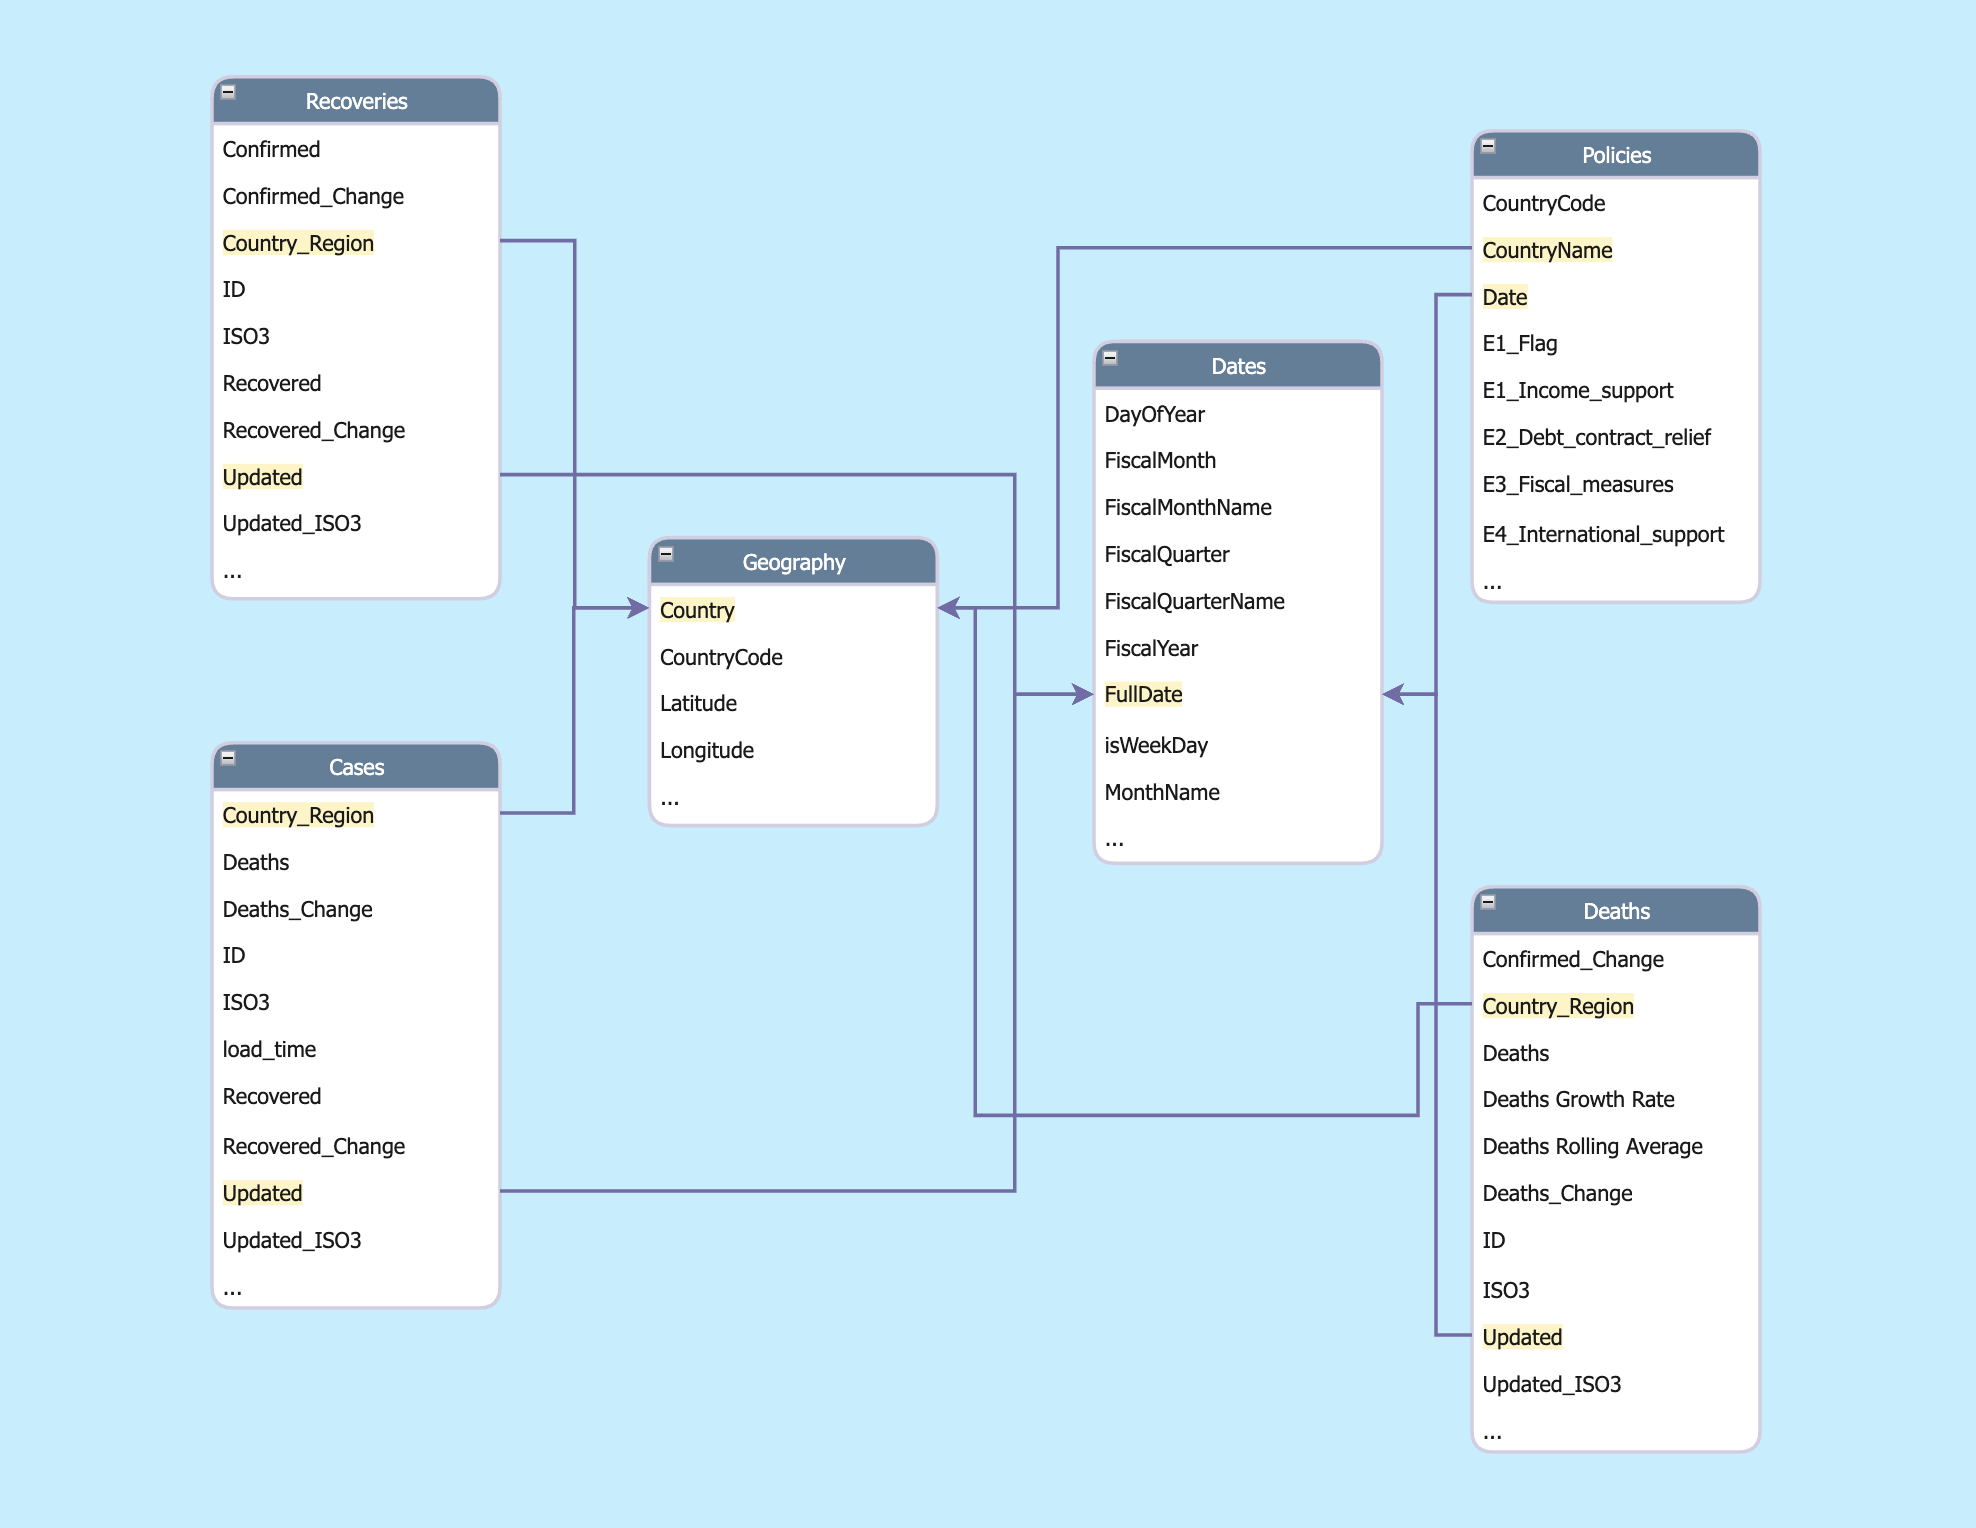 Recoveries
Confirmed
Confirmed_Change
Country_Region
ID
ISO3
Recovered
Recovered_Change
Updated
Updated_ISO3
...
Cases
Country_Region
Deaths
Deaths_Change
ID
ISO3
load_time
Recovered
Recovered_Change
Updated
Updated_ISO3
...
Geography
Country
CountryCode
Latitude
Longitude
...
Dates
DayOfYear
FiscalMonth
FiscalMonthName
FiscalQuarter
FiscalQuarterName
FiscalYear
FullDate
isWeekDay
MonthName
...
Policies
CountryCode
CountryName
Date
E1_Flag
E1_Income_support
E2_Debt_contract_relief
E3_Fiscal_measures
E4_International_support
...
Deaths
Confirmed_Change
Country_Region
Deaths
Deaths Growth Rate
Deaths Rolling Average
Deaths_Change
ID
ISO3
Updated
Updated_ISO3
...